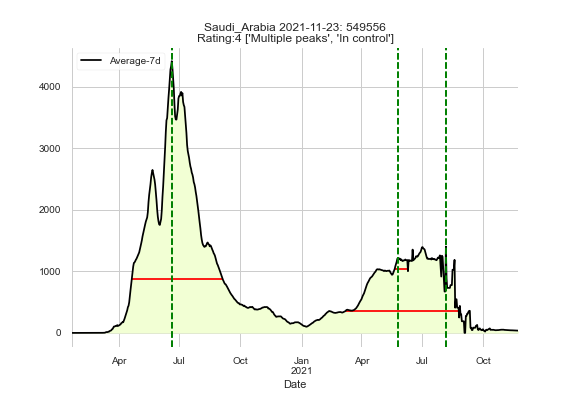 Saudi_Arabia 2021-11-23: 549556
Rating:4 ['Multiple peaks', 'In control']
Average-7d
4000
3000
2000
1000
0
Apr Jul Oct Jan Apr Jul Oct
2021
Date